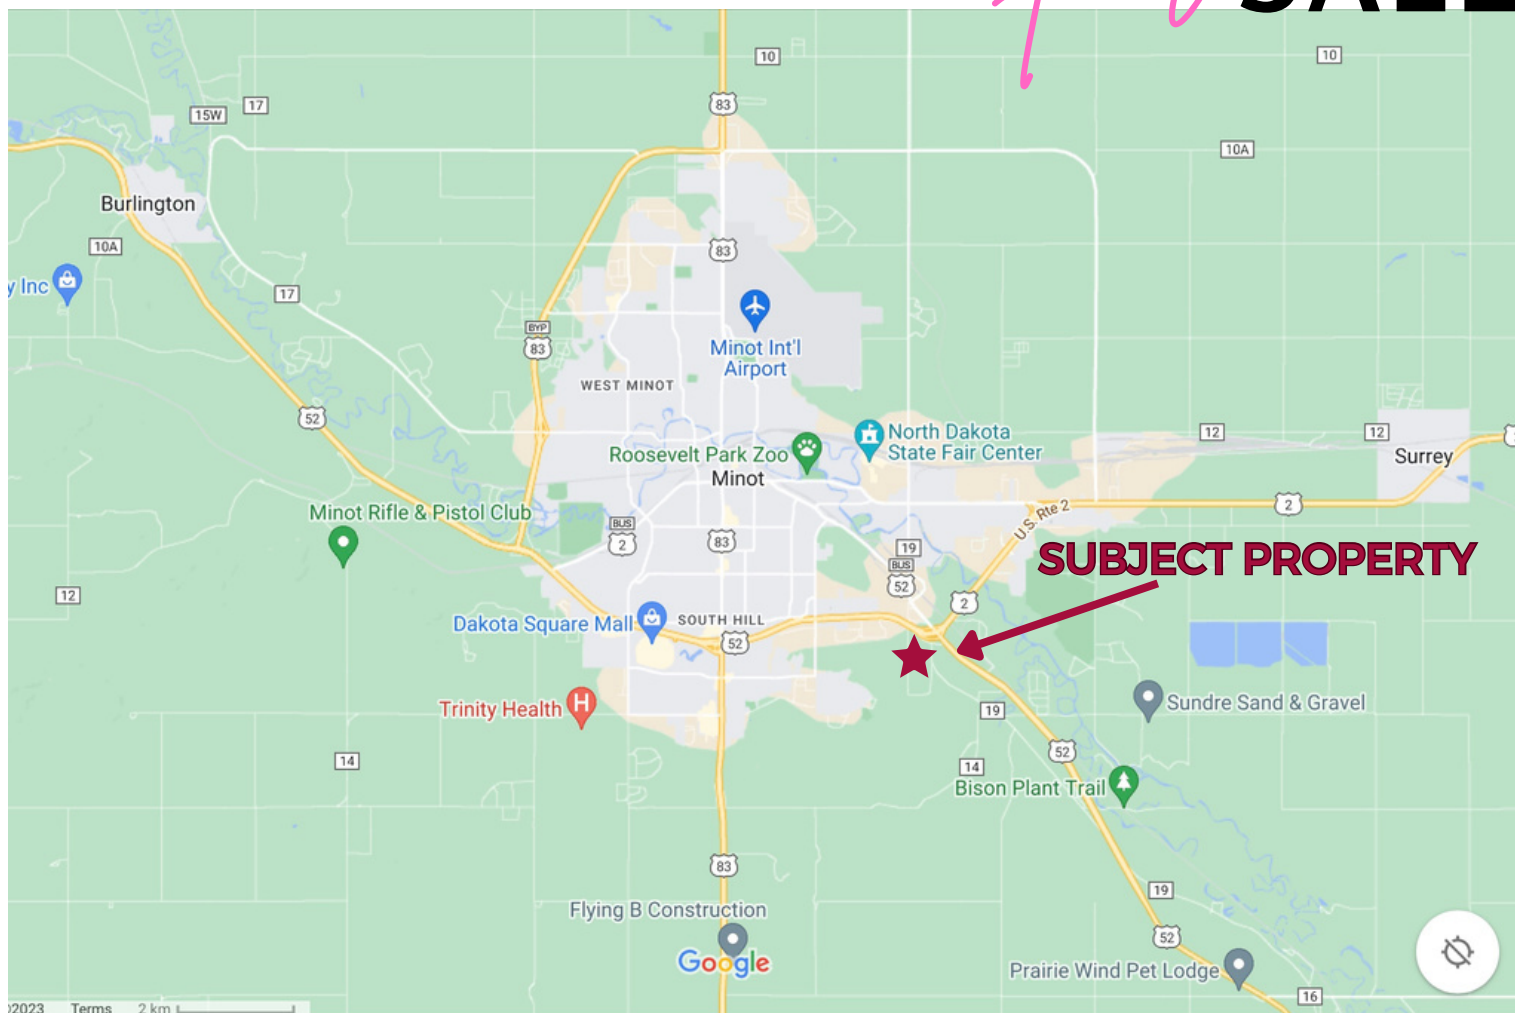 SALE
10
10
83
17
15W
10A
Burlington
10A
83
y Inc
17
BYP
83
Minot Int'l
Airport
WEST MINOT
52
North Dakota
State Fair Center
12
12
Surrey
Roosevelt Park Zoo
Minot
2
U.S. Rte 2
Minot Rifle & Pistol Club
BUS
2
83
19
BUS
52
SUBJECT PROPERTY
12
2
Dakota Square Mall
SOUTH HILL
52
Trinity Health
H
19
Sundre Sand & Gravel
52
14
14
Bison Plant Trail
83
19
Flying B Construction
52
Google
Prairie Wind Pet Lodge
16
2023 Terms 2 km